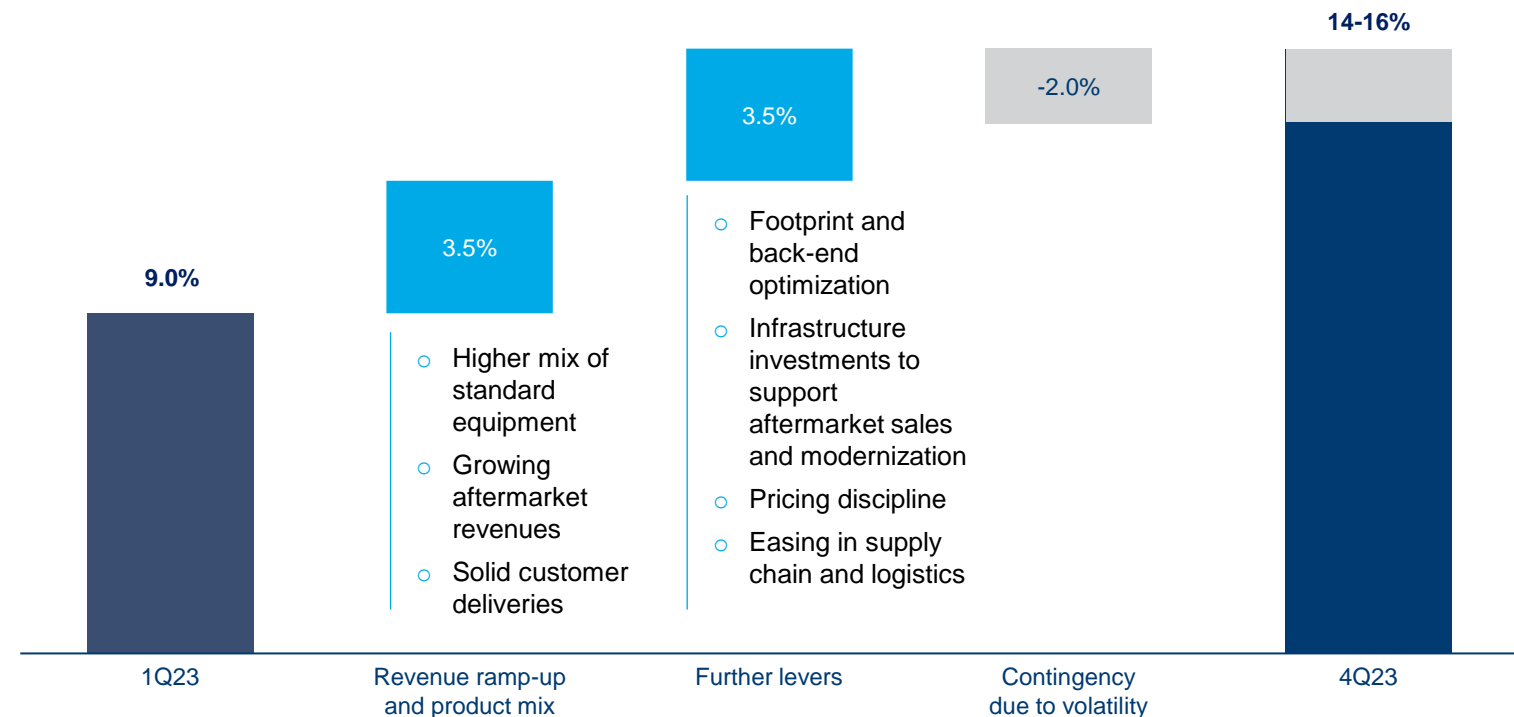 14-16%
3.5%
-2.0%
3.5%
9.0%
○ Footprint and
back-end
optimization
○ Infrastructure
investments to
support
aftermarket sales
and modernization
○ Pricing discipline
○ Easing in supply
chain and logistics
○ Higher mix of
standard
equipment
○ Growing
aftermarket
revenues
○ Solid customer
deliveries
1Q23
Revenue ramp-up
and product mix
Further levers
Contingency
due to volatility
4Q23